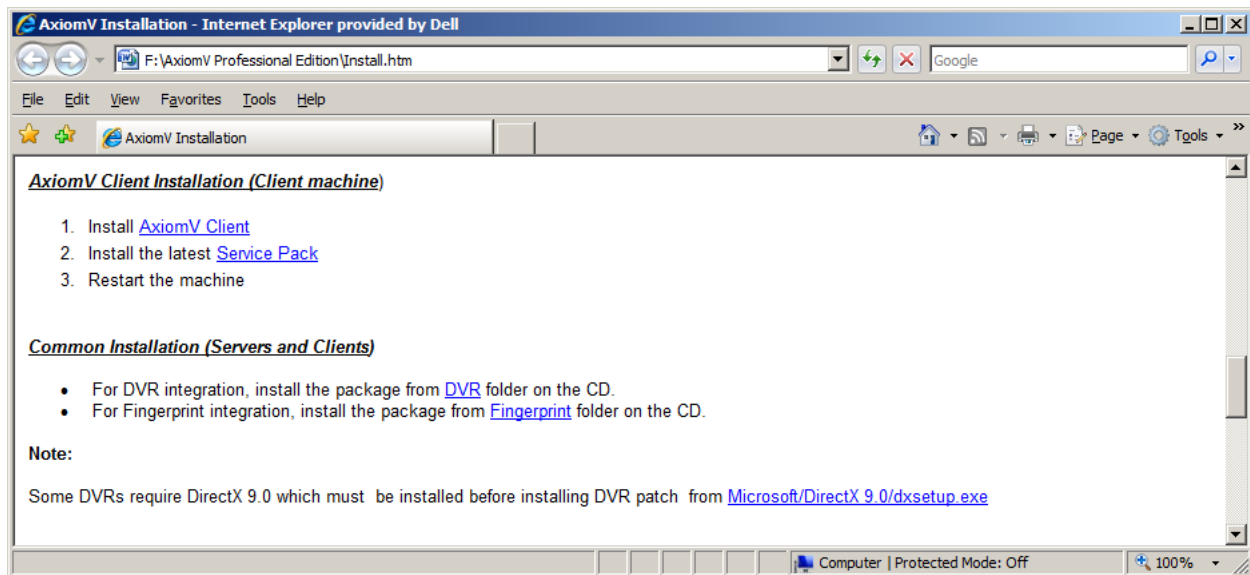 AxiomV Installation - Internet Explorer provided by Dell
F:\AxiomV Professional Edition\Install.htm
Google
File Edit View Favorites Tools Help
AxiomV Installation
Page Tools »
AxiomV Client Installation (Client machine)
1. Install AxiomV Client
2. Install the latest Service Pack
3. Restart the machine
Common Installation (Servers and Clients)
• For DVR integration, install the package from DVR folder on the CD.
• For Fingerprint integration, install the package from Fingerprint folder on the CD.
Note:
Some DVRs require DirectX 9.0 which must be installed before installing DVR patch from Microsoft/DirectX 9.0/dxsetup.exe
Computer | Protected Mode: Off
100%